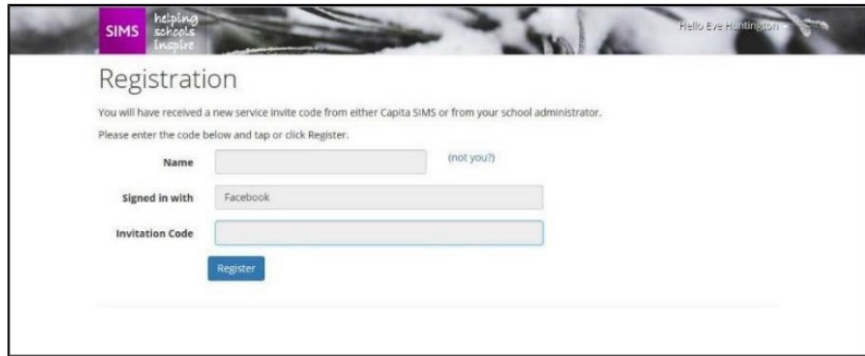 SIMS
helping
schools
inspire
Hello Eve Huntington
Registration
You will have received a new service invite code from either Capita SIMS or from your school administrator.
Please enter the code below and tap or click Register.
Name
(not you?)
Signed in with
Facebook
Invitation Code
Register